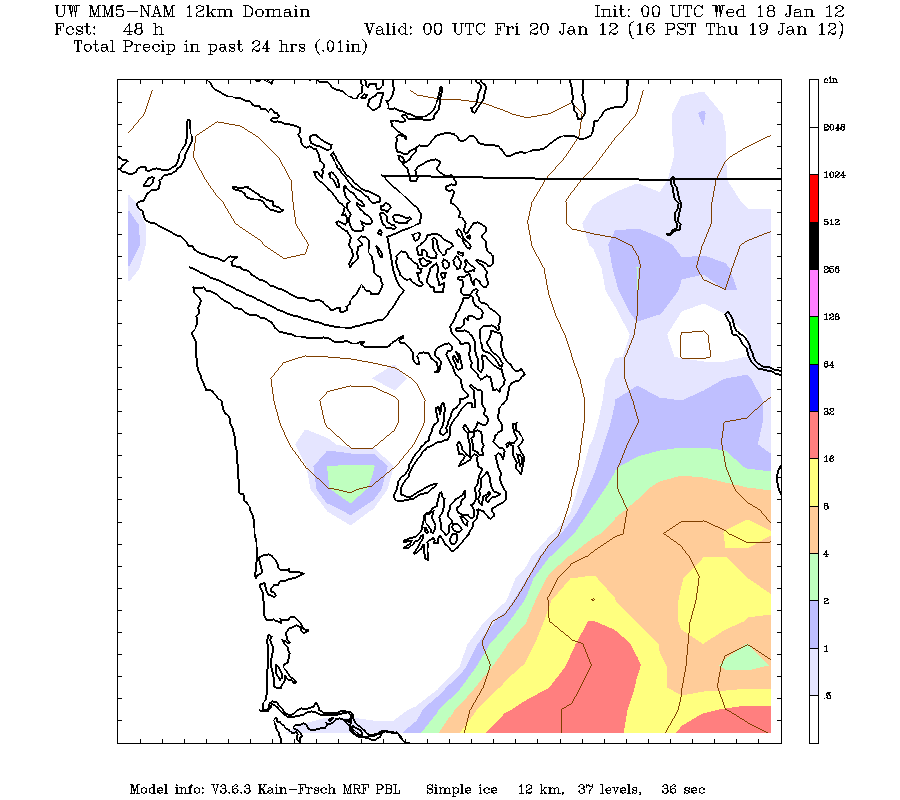 UW MM5-NAM 12km Domain Init: 00 UTC Wed 18 Jan 12
Fcst: 48 h Valid: 00 UTC Fri 20 Jan 12 (16 PST Thu 19 Jan 12)
Total Precip in past 24 hrs (.01in)
cin
2048
1024
512
256
128
64
32
16
8
4
2
1
.5
Model info: V3.6.3 Kain-Frsch MRF PBL Simple ice 12 km, 37 levels, 36 sec